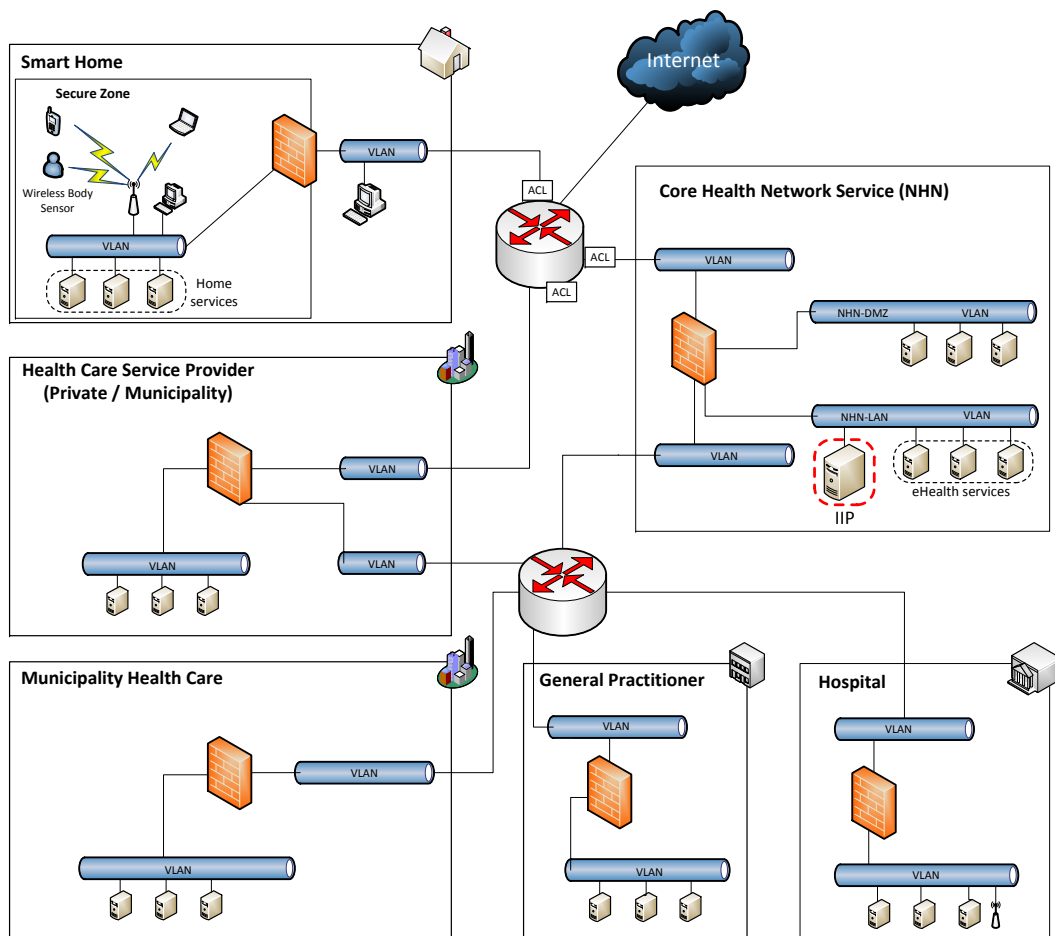 Smart Home
Secure Zone
Wireless Body
Sensor
VLAN
Home
services
VLAN
Internet
ACL
ACL
ACL
Core Health Network Service (NHN)
VLAN
NHN-DMZ VLAN
NHN-LAN VLAN
VLAN
IIP
eHealth services
Health Care Service Provider
(Private / Municipality)
VLAN
VLAN
VLAN
Municipality Health Care
VLAN
VLAN
General Practitioner
VLAN
VLAN
Hospital
VLAN
VLAN